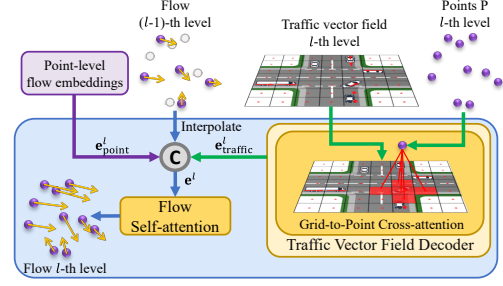 Flow
(l-1)-th level
Traffic vector field
l-th level
Points P
l-th level
Point-level
flow embeddings
Interpolate
e^l_point
C
e^l_traffic
e^l
Flow
Self-attention
Flow l-th level
Grid-to-Point Cross-attention
Traffic Vector Field Decoder